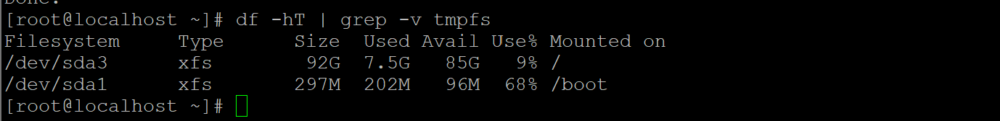 Done.
[root@localhost ~]# df -hT | grep -v tmpfs
Filesystem     Type      Size  Used Avail Use% Mounted on
/dev/sda3      xfs        92G  7.5G   85G   9% /
/dev/sda1      xfs       297M  202M   96M  68% /boot
[root@localhost ~]#